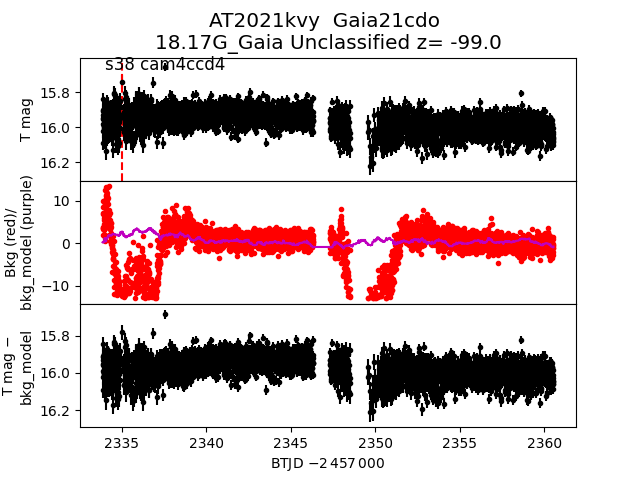 AT2021kvy  Gaia21cdo
18.17G_Gaia Unclassified z= -99.0
s38 cam4ccd4
T mag
15.8
16.0
16.2
Bkg (red)/
bkg_model (purple)
10
0
−10
T mag −
bkg_model
15.8
16.0
16.2
2335 2340 2345 2350 2355 2360
BTJD −2 457 000